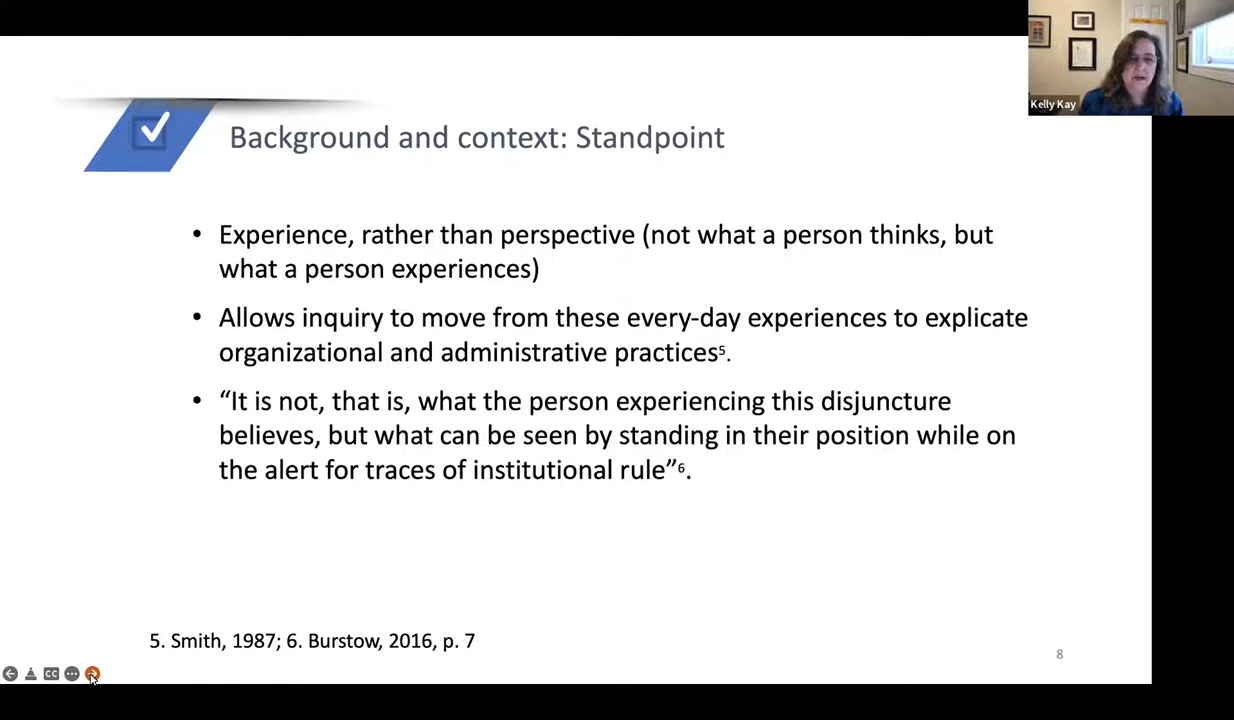 Kelly Kay
Background and context: Standpoint
• Experience, rather than perspective (not what a person thinks, but
what a person experiences)
• Allows inquiry to move from these every-day experiences to explicate
organizational and administrative practices⁵.
• “It is not, that is, what the person experiencing this disjuncture
believes, but what can be seen by standing in their position while on
the alert for traces of institutional rule”⁶.
5. Smith, 1987; 6. Burstow, 2016, p. 7
8
CC